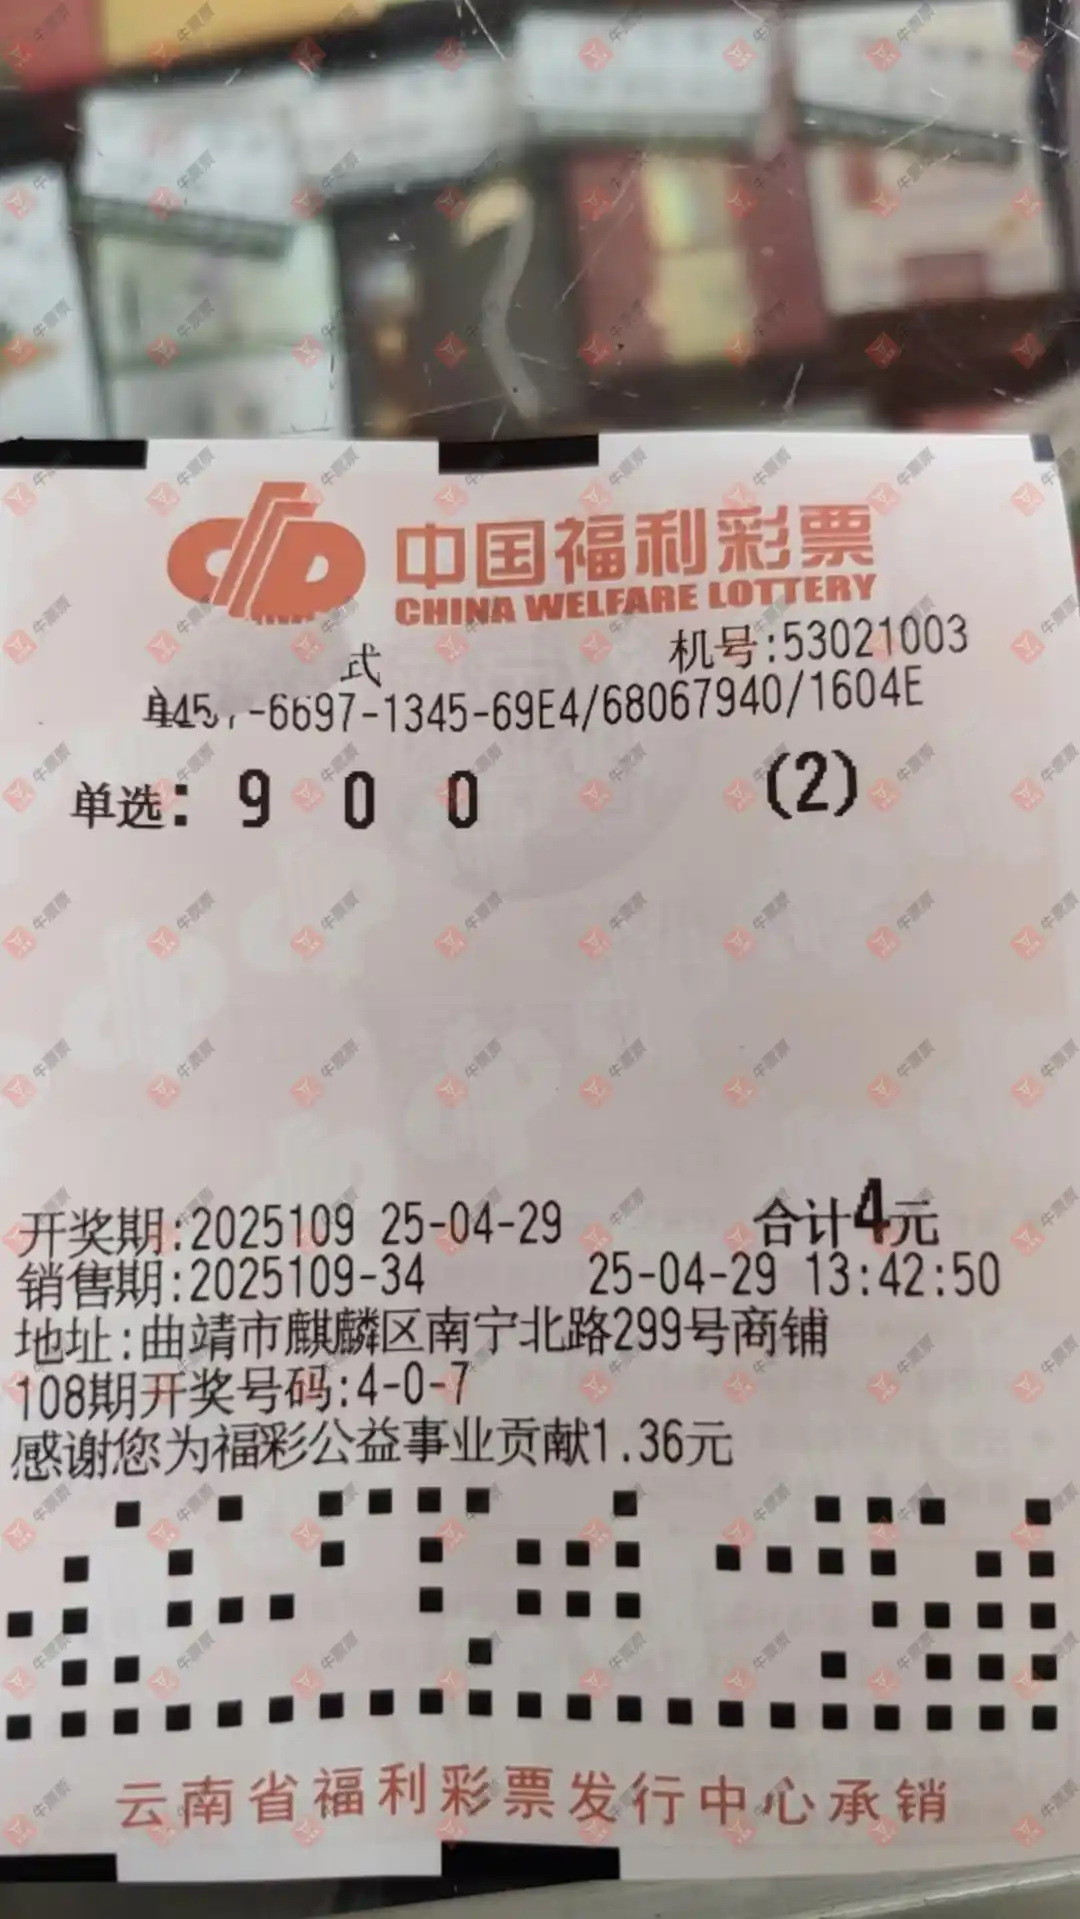 中国福利彩票
CHINA WELFARE LOTTERY
式 机号:53021003
-6697-1345-69E4/68067940/1604E
单选: 9 0 0 (2)
开奖期:2025109 25-04-29 合计4元
销售期:2025109-34 25-04-29 13:42:50
地址:曲靖市麒麟区南宁北路299号商铺
108期开奖号码:4-0-7
感谢您为福彩公益事业贡献1.36元
云南省福利彩票发行中心承销
牛票票